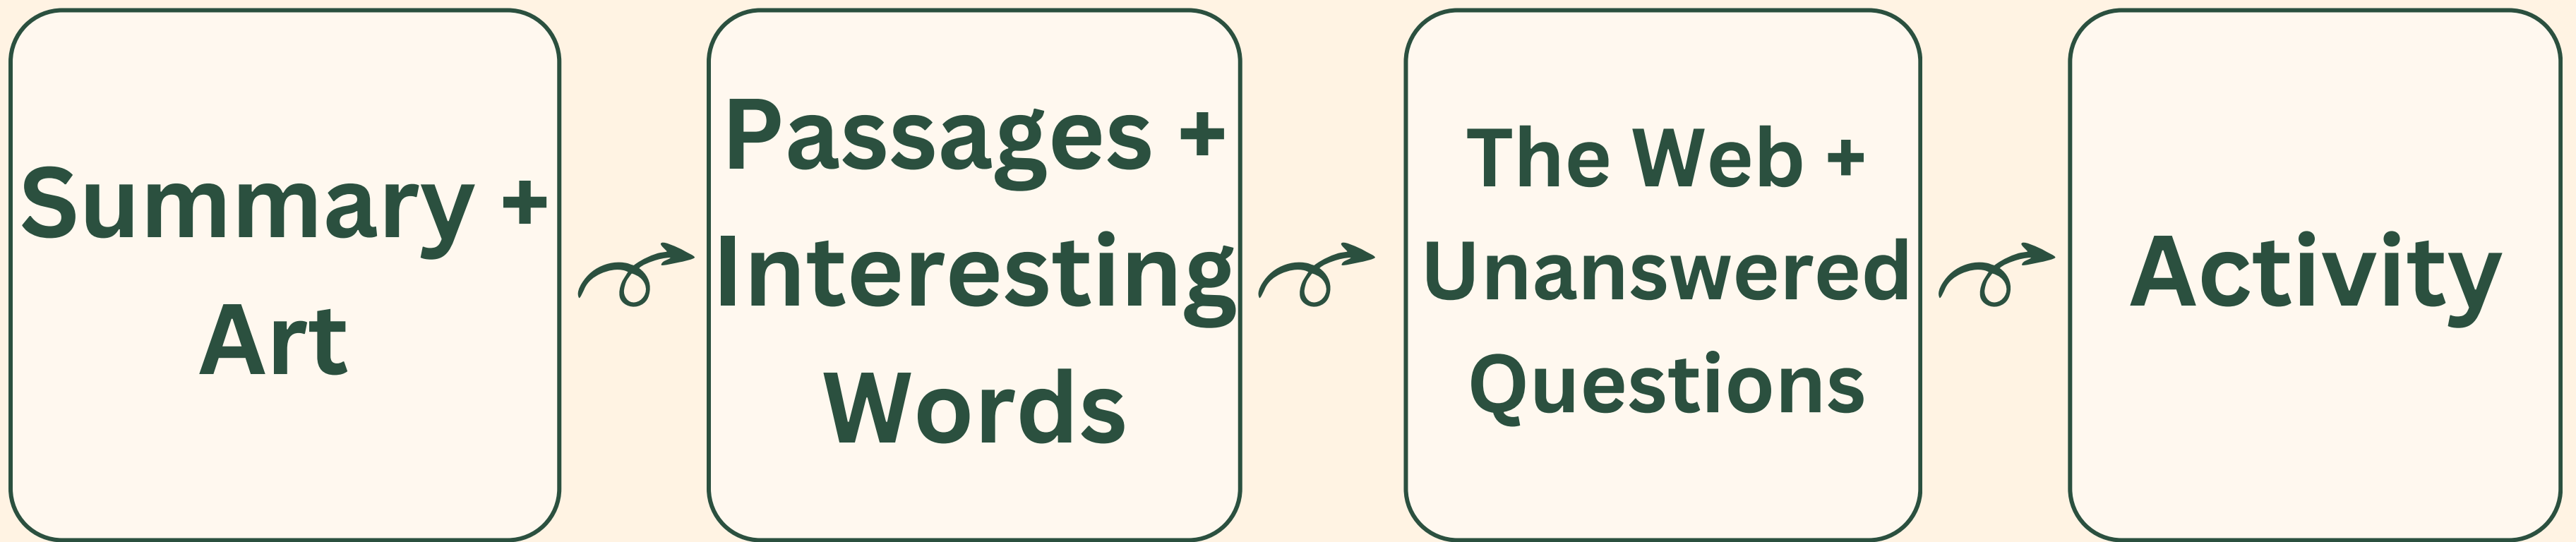 Summary +
Art
Passages +
Interesting
Words
The Web +
Unanswered
Questions
Activity